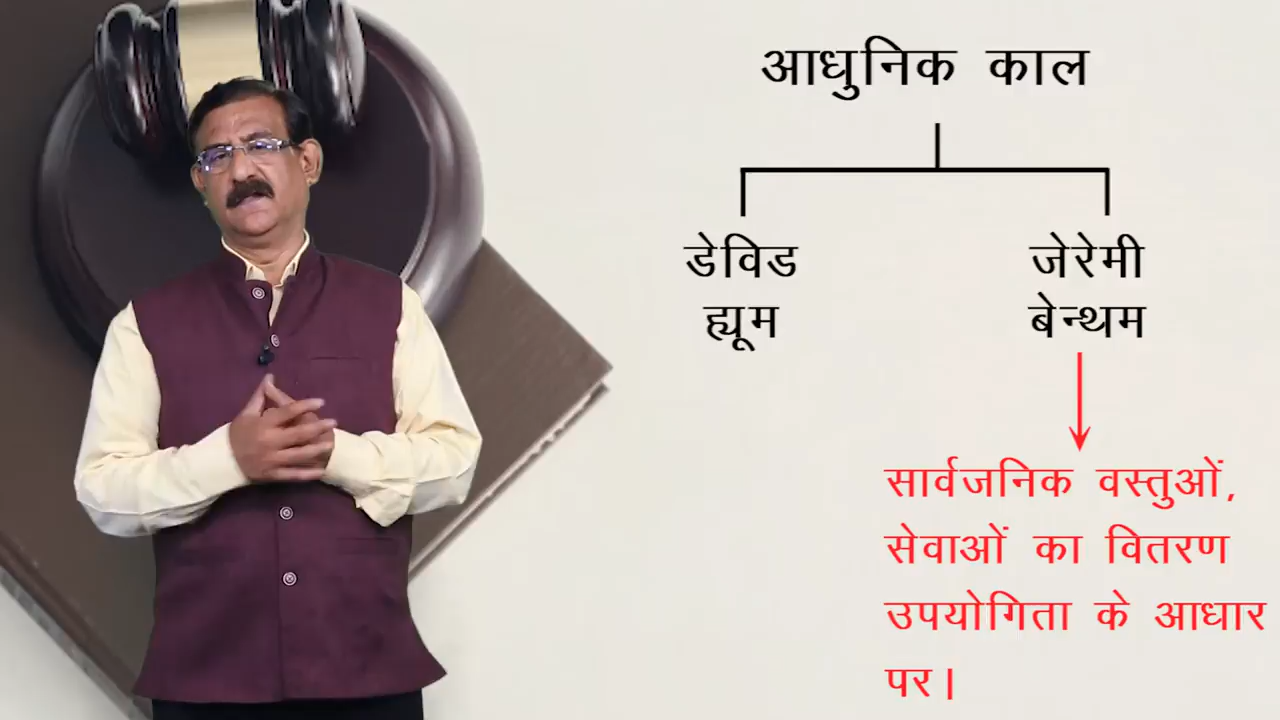 आधुनिक काल
डेविड
ह्यूम
जेरेमी
बेन्थम
सार्वजनिक वस्तुओं,
सेवाओं का वितरण
उपयोगिता के आधार
पर।